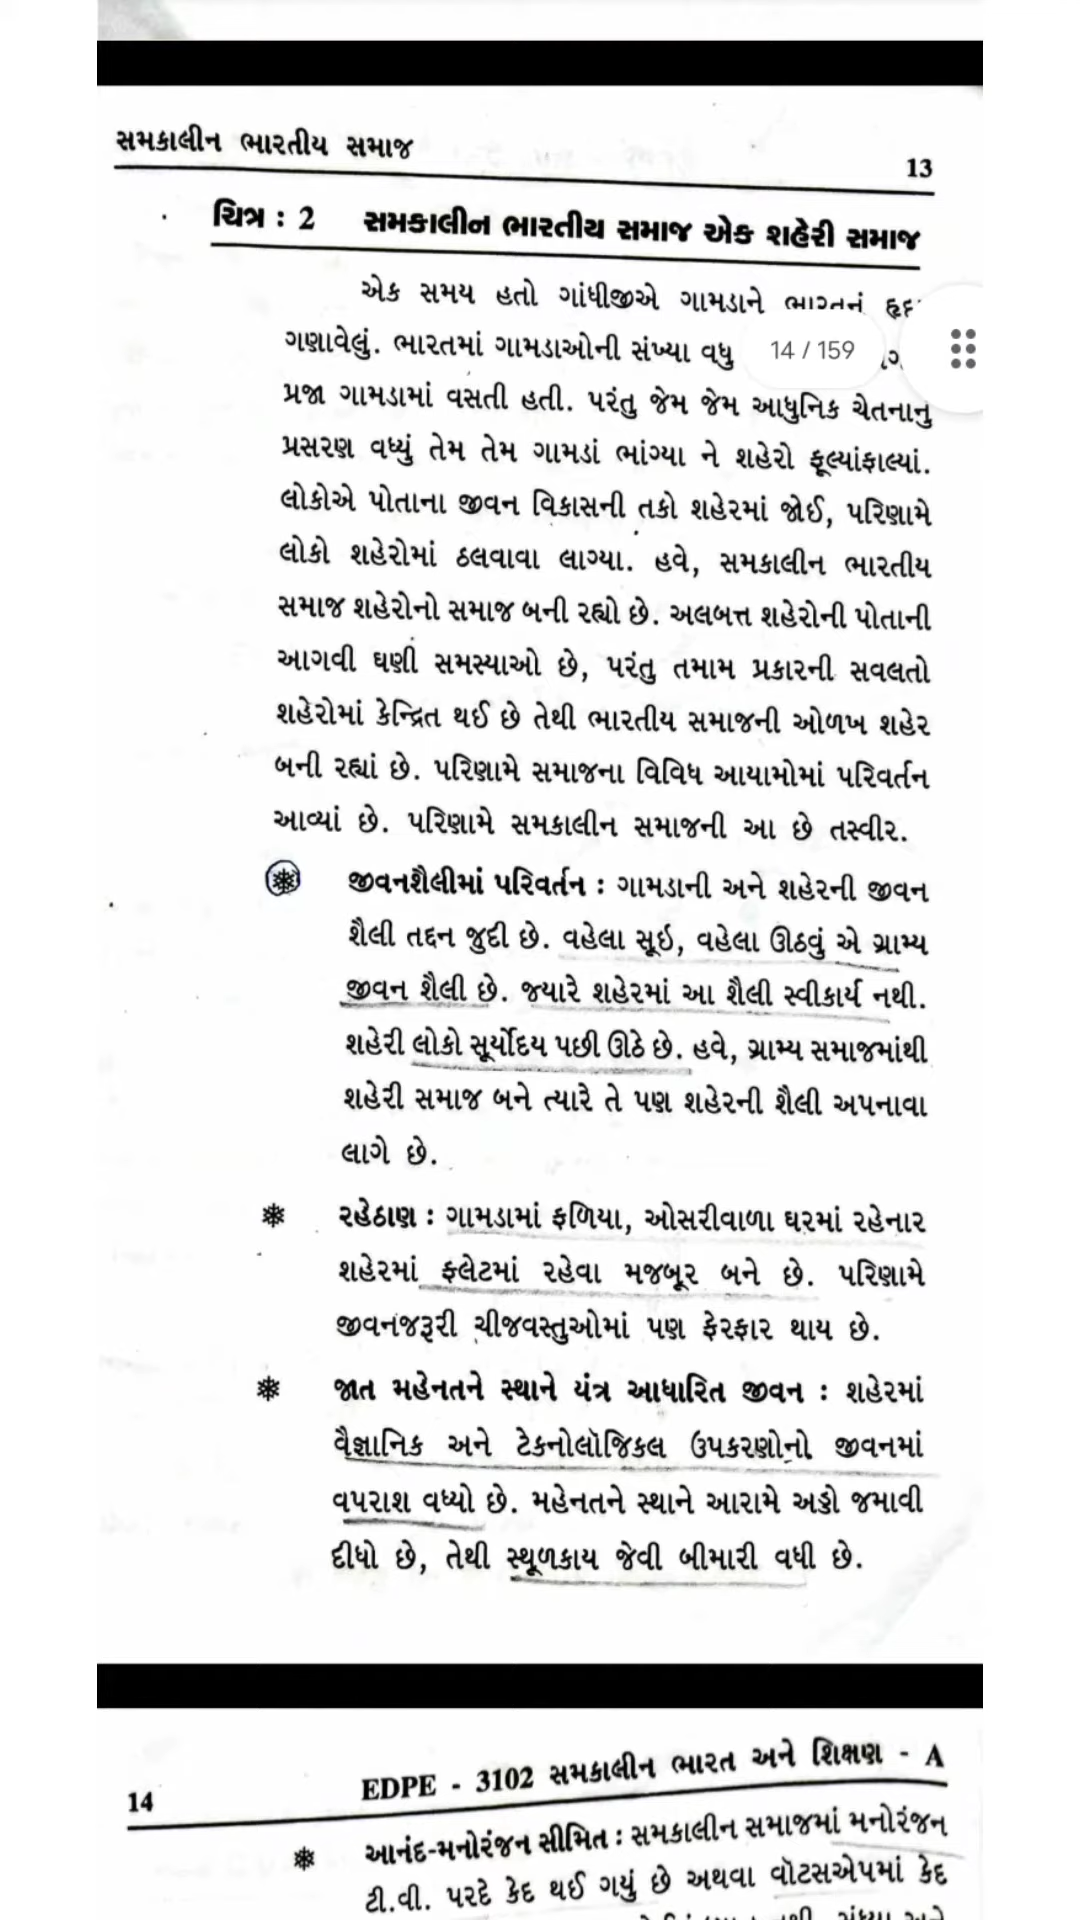 સમકાલીન ભારતીય સમાજ
13
ચિત્ર : 2 સમકાલીન ભારતીય સમાજ એક શહેરી સમાજ
એક સમય હતો ગાંધીજીએ ગામડાને ભારતનું
ગણાવેલું. ભારતમાં ગામડાઓની સંખ્યા વધુ
14 / 159
પ્રજા ગામડામાં વસતી હતી. પરંતુ જેમ જેમ આધુનિક ચેતનાનું
પ્રસરણ વધ્યું તેમ તેમ ગામડાં ભાંગ્યા ને શહેરો ફૂલ્યાંફાલ્યાં.
લોકોએ પોતાના જીવન વિકાસની તકો શહેરમાં જોઈ, પરિણામે
લોકો શહેરોમાં ઠલવાવા લાગ્યા. હવે, સમકાલીન ભારતીય
સમાજ શહેરોનો સમાજ બની રહ્યો છે. અલબત્ત શહેરોની પોતાની
આગવી ઘણી સમસ્યાઓ છે, પરંતુ તમામ પ્રકારની સવલતો
શહેરોમાં કેન્દ્રિત થઈ છે તેથી ભારતીય સમાજની ઓળખ શહેર
બની રહ્યાં છે. પરિણામે સમાજના વિવિધ આયામોમાં પરિવર્તન
આવ્યાં છે. પરિણામે સમકાલીન સમાજની આ છે તસ્વીર.
❋ જીવનશૈલીમાં પરિવર્તન : ગામડાની અને શહેરની જીવન
શૈલી તદ્દન જુદી છે. વહેલા સૂઇ, વહેલા ઊઠવું એ ગ્રામ્ય
જીવન શૈલી છે. જ્યારે શહેરમાં આ શૈલી સ્વીકાર્ય નથી.
શહેરી લોકો સૂર્યોદય પછી ઊઠે છે. હવે, ગ્રામ્ય સમાજમાંથી
શહેરી સમાજ બને ત્યારે તે પણ શહેરની શૈલી અપનાવા
લાગે છે.
❋ રહેઠાણ : ગામડામાં ફળિયા, ઓસરીવાળા ઘરમાં રહેનાર
શહેરમાં ફ્લેટમાં રહેવા મજબૂર બને છે. પરિણામે
જીવનજરૂરી ચીજવસ્તુઓમાં પણ ફેરફાર થાય છે.
❋ જાત મહેનતને સ્થાને યંત્ર આધારિત જીવન : શહેરમાં
વૈજ્ઞાનિક અને ટેકનોલૉજિકલ ઉપકરણોનો જીવનમાં
વપરાશ વધ્યો છે. મહેનતને સ્થાને આરામે અડ્ડો જમાવી
દીધો છે, તેથી સ્થૂળકાય જેવી બીમારી વધી છે.
14
EDPE - 3102 સમકાલીન ભારત અને શિક્ષણ - A
❋ આનંદ-મનોરંજન સીમિત : સમકાલીન સમાજમાં મનોરંજન
ટી.વી. પરદે કેદ થઈ ગયું છે અથવા વૉટસએપમાં કેદ